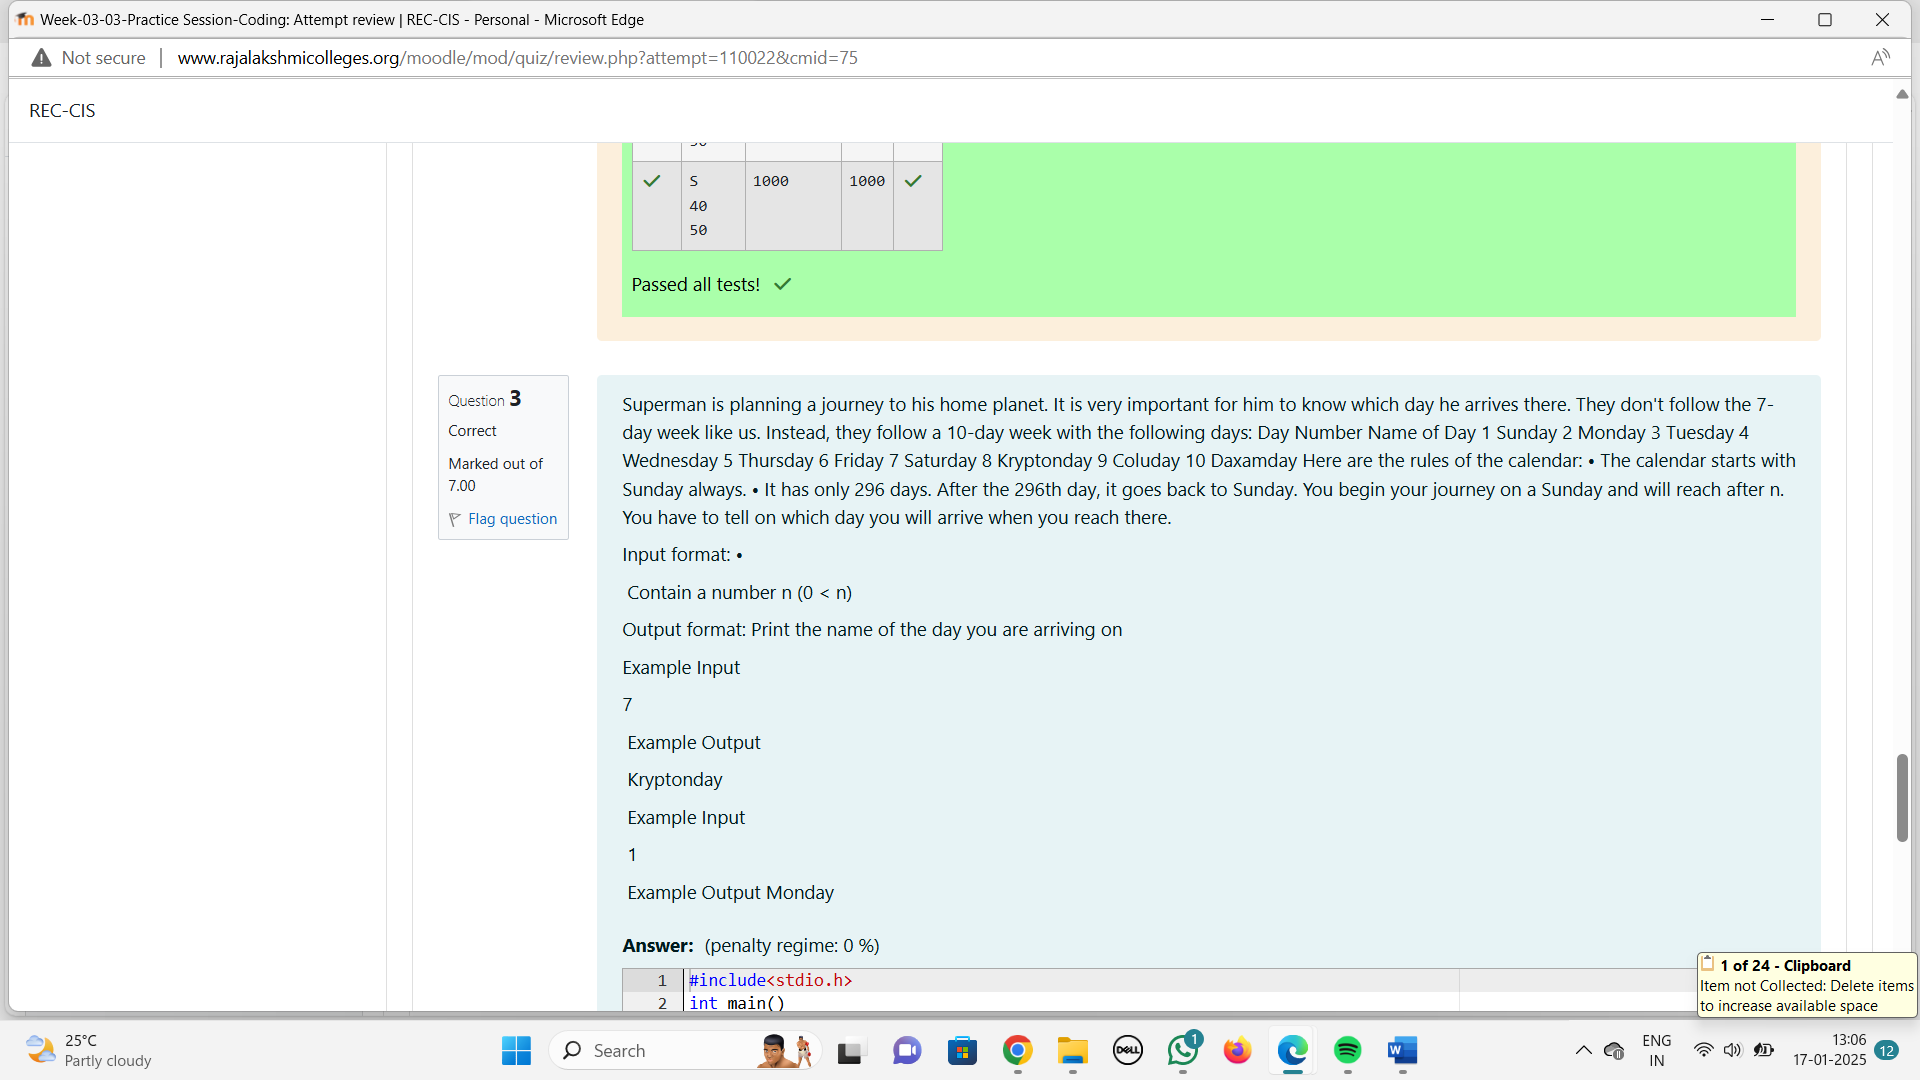 Week-03-03-Practice Session-Coding: Attempt review | REC-CIS - Personal - Microsoft Edge
Not secure
www.rajalakshmicolleges.org/moodle/mod/quiz/review.php?attempt=110022&cmid=75
REC-CIS
S 1000 1000
40
50
Passed all tests!
Question 3
Correct
Marked out of
7.00
Flag question
Superman is planning a journey to his home planet. It is very important for him to know which day he arrives there. They don't follow the 7-
day week like us. Instead, they follow a 10-day week with the following days: Day Number Name of Day 1 Sunday 2 Monday 3 Tuesday 4
Wednesday 5 Thursday 6 Friday 7 Saturday 8 Kryptonday 9 Coluday 10 Daxamday Here are the rules of the calendar: • The calendar starts with
Sunday always. • It has only 296 days. After the 296th day, it goes back to Sunday. You begin your journey on a Sunday and will reach after n.
You have to tell on which day you will arrive when you reach there.
Input format: •
Contain a number n (0 < n)
Output format: Print the name of the day you are arriving on
Example Input
7
Example Output
Kryptonday
Example Input
1
Example Output Monday
Answer: (penalty regime: 0 %)
1 #include<stdio.h>
2 int main()
1 of 24 - Clipboard
Item not Collected: Delete items
to increase available space
25°C
Partly cloudy
Search
DELL
1
W
ENG
IN
13:06
17-01-2025
12